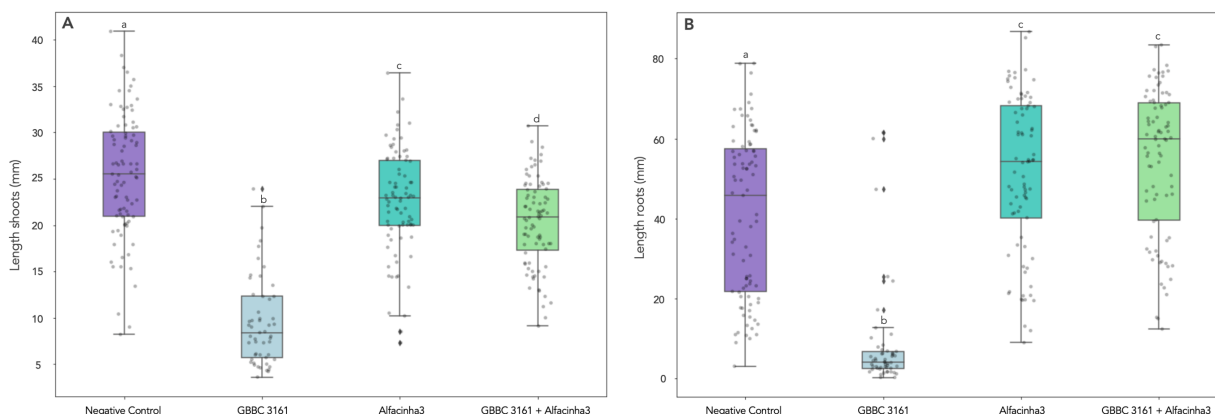 A
a
b
c
d
Length shoots (mm)
40
35
30
25
20
15
10
5
Negative Control
GBBC 3161
Alfacinha3
GBBC 3161 + Alfacinha3
B
a
b
c
c
Length roots (mm)
80
60
40
20
0
Negative Control
GBBC 3161
Alfacinha3
GBBC 3161 + Alfacinha3